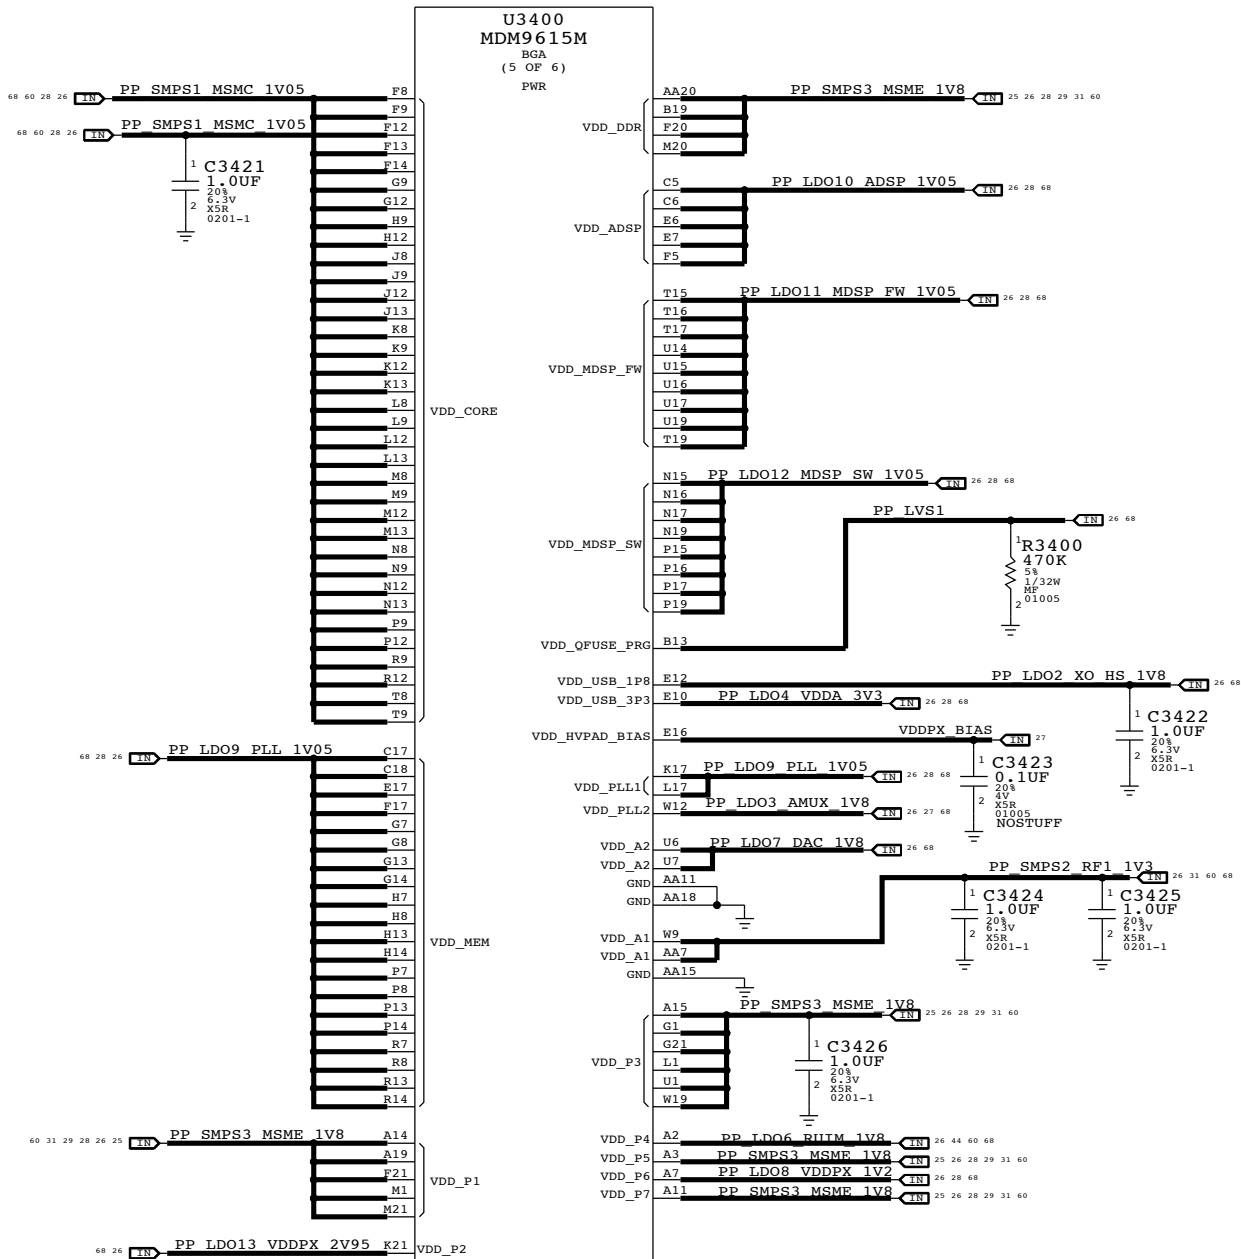 U3400
MDM9615M
BGA
(5 OF 6)
PWR
68 60 28 26 IN PP_SMPS1_MSMC_1V05 F8
F9
68 60 28 26 IN PP_SMPS1_MSMC_1V05 F12
F13
F14
G9
G12
H9
H12
J8
J9
J12
J13
K8
K9
K12
K13
L8
L9
L12
L13
M8
M9
M12
M13
N8
N9
N12
N13
P9
P12
R9
R12
T8
T9
VDD_CORE
1 C3421
1.0UF
20%
6.3V
X5R
2 0201-1
68 28 26 IN PP_LDO9_PLL_1V05 C17
C18
E17
F17
G7
G8
G13
G14
H7
H8
H13
H14
P7
P8
P13
P14
R7
R8
R13
R14
VDD_MEM
60 31 29 28 26 25 IN PP_SMPS3_MSME_1V8 A14
A19
F21
M1
M21
VDD_P1
68 26 IN PP_LDO13_VDDPX_2V95 K21 VDD_P2
VDD_DDR
AA20 PP_SMPS3_MSME_1V8 IN 25 26 28 29 31 60
B19
F20
M20
VDD_ADSP
C5 PP_LDO10_ADSP_1V05 IN 26 28 68
C6
E6
E7
F5
VDD_MDSP_FW
T15 PP_LDO11_MDSP_FW_1V05 IN 26 28 68
T16
T17
U14
U15
U16
U17
U19
T19
VDD_MDSP_SW
N15 PP_LDO12_MDSP_SW_1V05 IN 26 28 68
N16
N17
N19
P15
P16
P17
P19
PP_LVS1 IN 26 68
1 R3400
470K
5%
1/32W
MF
2 01005
VDD_QFUSE_PRG B13
VDD_USB_1P8 E12 PP_LDO2_XO_HS_1V8 IN 26 68
VDD_USB_3P3 E10 PP_LDO4_VDDA_3V3 IN 26 28 68
1 C3422
1.0UF
20%
6.3V
X5R
2 0201-1
VDD_HVPAD_BIAS E16 VDDPX_BIAS IN 27
1 C3423
0.1UF
20%
4V
X5R
2 01005
NOSTUFF
VDD_PLL1 K17 PP_LDO9_PLL_1V05 IN 26 28 68
L17
VDD_PLL2 W12 PP_LDO3_AMUX_1V8 IN 26 27 68
VDD_A2 U6 PP_LDO7_DAC_1V8 IN 26 68
VDD_A2 U7
GND AA11
GND AA18
PP_SMPS2_RF1_1V3 IN 26 31 60 68
1 C3424
1.0UF
20%
6.3V
X5R
2 0201-1
1 C3425
1.0UF
20%
6.3V
X5R
2 0201-1
VDD_A1 W9
VDD_A1 AA7
GND AA15
VDD_P3
A15 PP_SMPS3_MSME_1V8 IN 25 26 28 29 31 60
G1
G21
L1
U1
W19
1 C3426
1.0UF
20%
6.3V
X5R
2 0201-1
VDD_P4 A2 PP_LDO6_RUIM_1V8 IN 26 44 60 68
VDD_P5 A3 PP_SMPS3_MSME_1V8 IN 25 26 28 29 31 60
VDD_P6 A7 PP_LDO8_VDDPX_1V2 IN 26 28 68
VDD_P7 A11 PP_SMPS3_MSME_1V8 IN 25 26 28 29 31 60